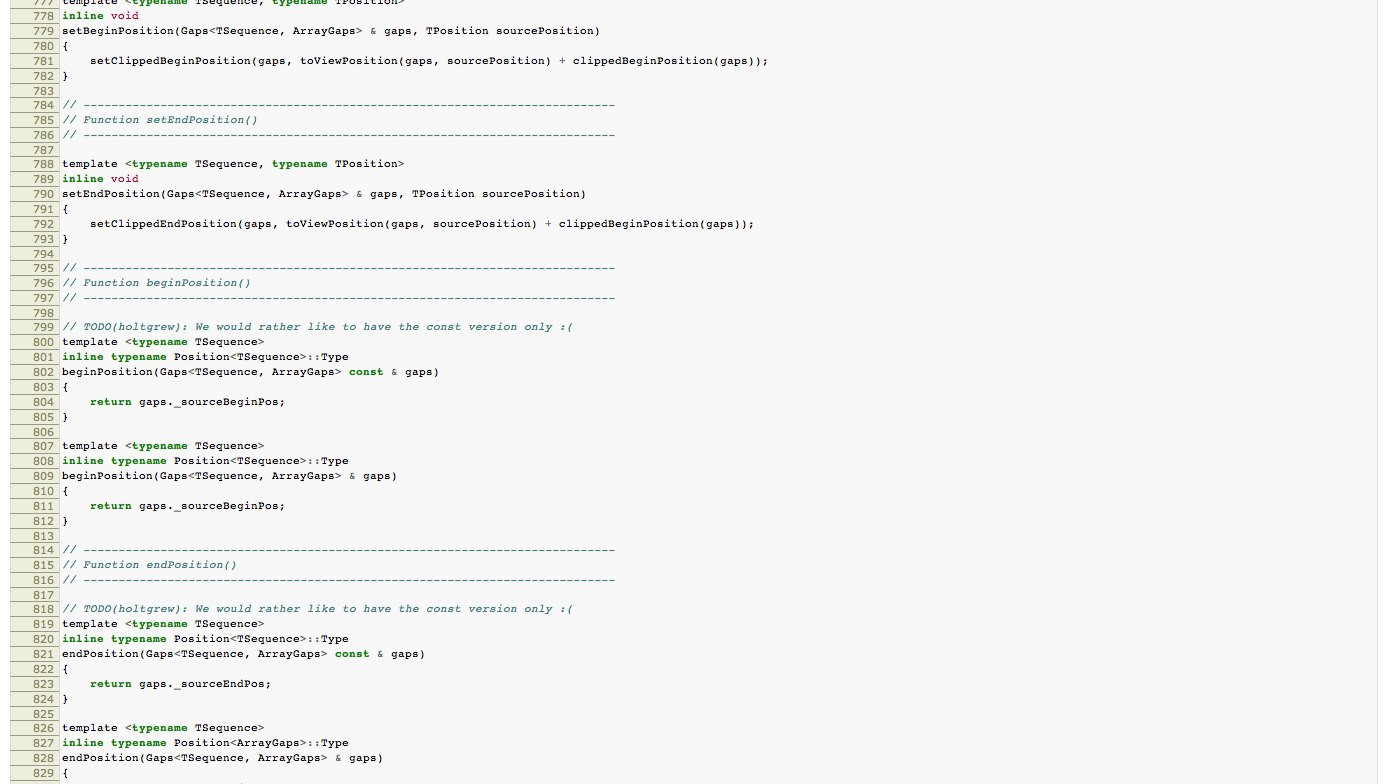 777 template <typename TSequence, typename TPosition>
778 inline void
779 setBeginPosition(Gaps<TSequence, ArrayGaps> & gaps, TPosition sourcePosition)
780 {
781     setClippedBeginPosition(gaps, toViewPosition(gaps, sourcePosition) + clippedBeginPosition(gaps));
782 }
783
784 // ----------------------------------------------------------------------------
785 // Function setEndPosition()
786 // ----------------------------------------------------------------------------
787
788 template <typename TSequence, typename TPosition>
789 inline void
790 setEndPosition(Gaps<TSequence, ArrayGaps> & gaps, TPosition sourcePosition)
791 {
792     setClippedEndPosition(gaps, toViewPosition(gaps, sourcePosition) + clippedBeginPosition(gaps));
793 }
794
795 // ----------------------------------------------------------------------------
796 // Function beginPosition()
797 // ----------------------------------------------------------------------------
798
799 // TODO(holtgrew): We would rather like to have the const version only :(
800 template <typename TSequence>
801 inline typename Position<TSequence>::Type
802 beginPosition(Gaps<TSequence, ArrayGaps> const & gaps)
803 {
804     return gaps._sourceBeginPos;
805 }
806
807 template <typename TSequence>
808 inline typename Position<TSequence>::Type
809 beginPosition(Gaps<TSequence, ArrayGaps> & gaps)
810 {
811     return gaps._sourceBeginPos;
812 }
813
814 // ----------------------------------------------------------------------------
815 // Function endPosition()
816 // ----------------------------------------------------------------------------
817
818 // TODO(holtgrew): We would rather like to have the const version only :(
819 template <typename TSequence>
820 inline typename Position<TSequence>::Type
821 endPosition(Gaps<TSequence, ArrayGaps> const & gaps)
822 {
823     return gaps._sourceEndPos;
824 }
825
826 template <typename TSequence>
827 inline typename Position<ArrayGaps>::Type
828 endPosition(Gaps<TSequence, ArrayGaps> & gaps)
829 {